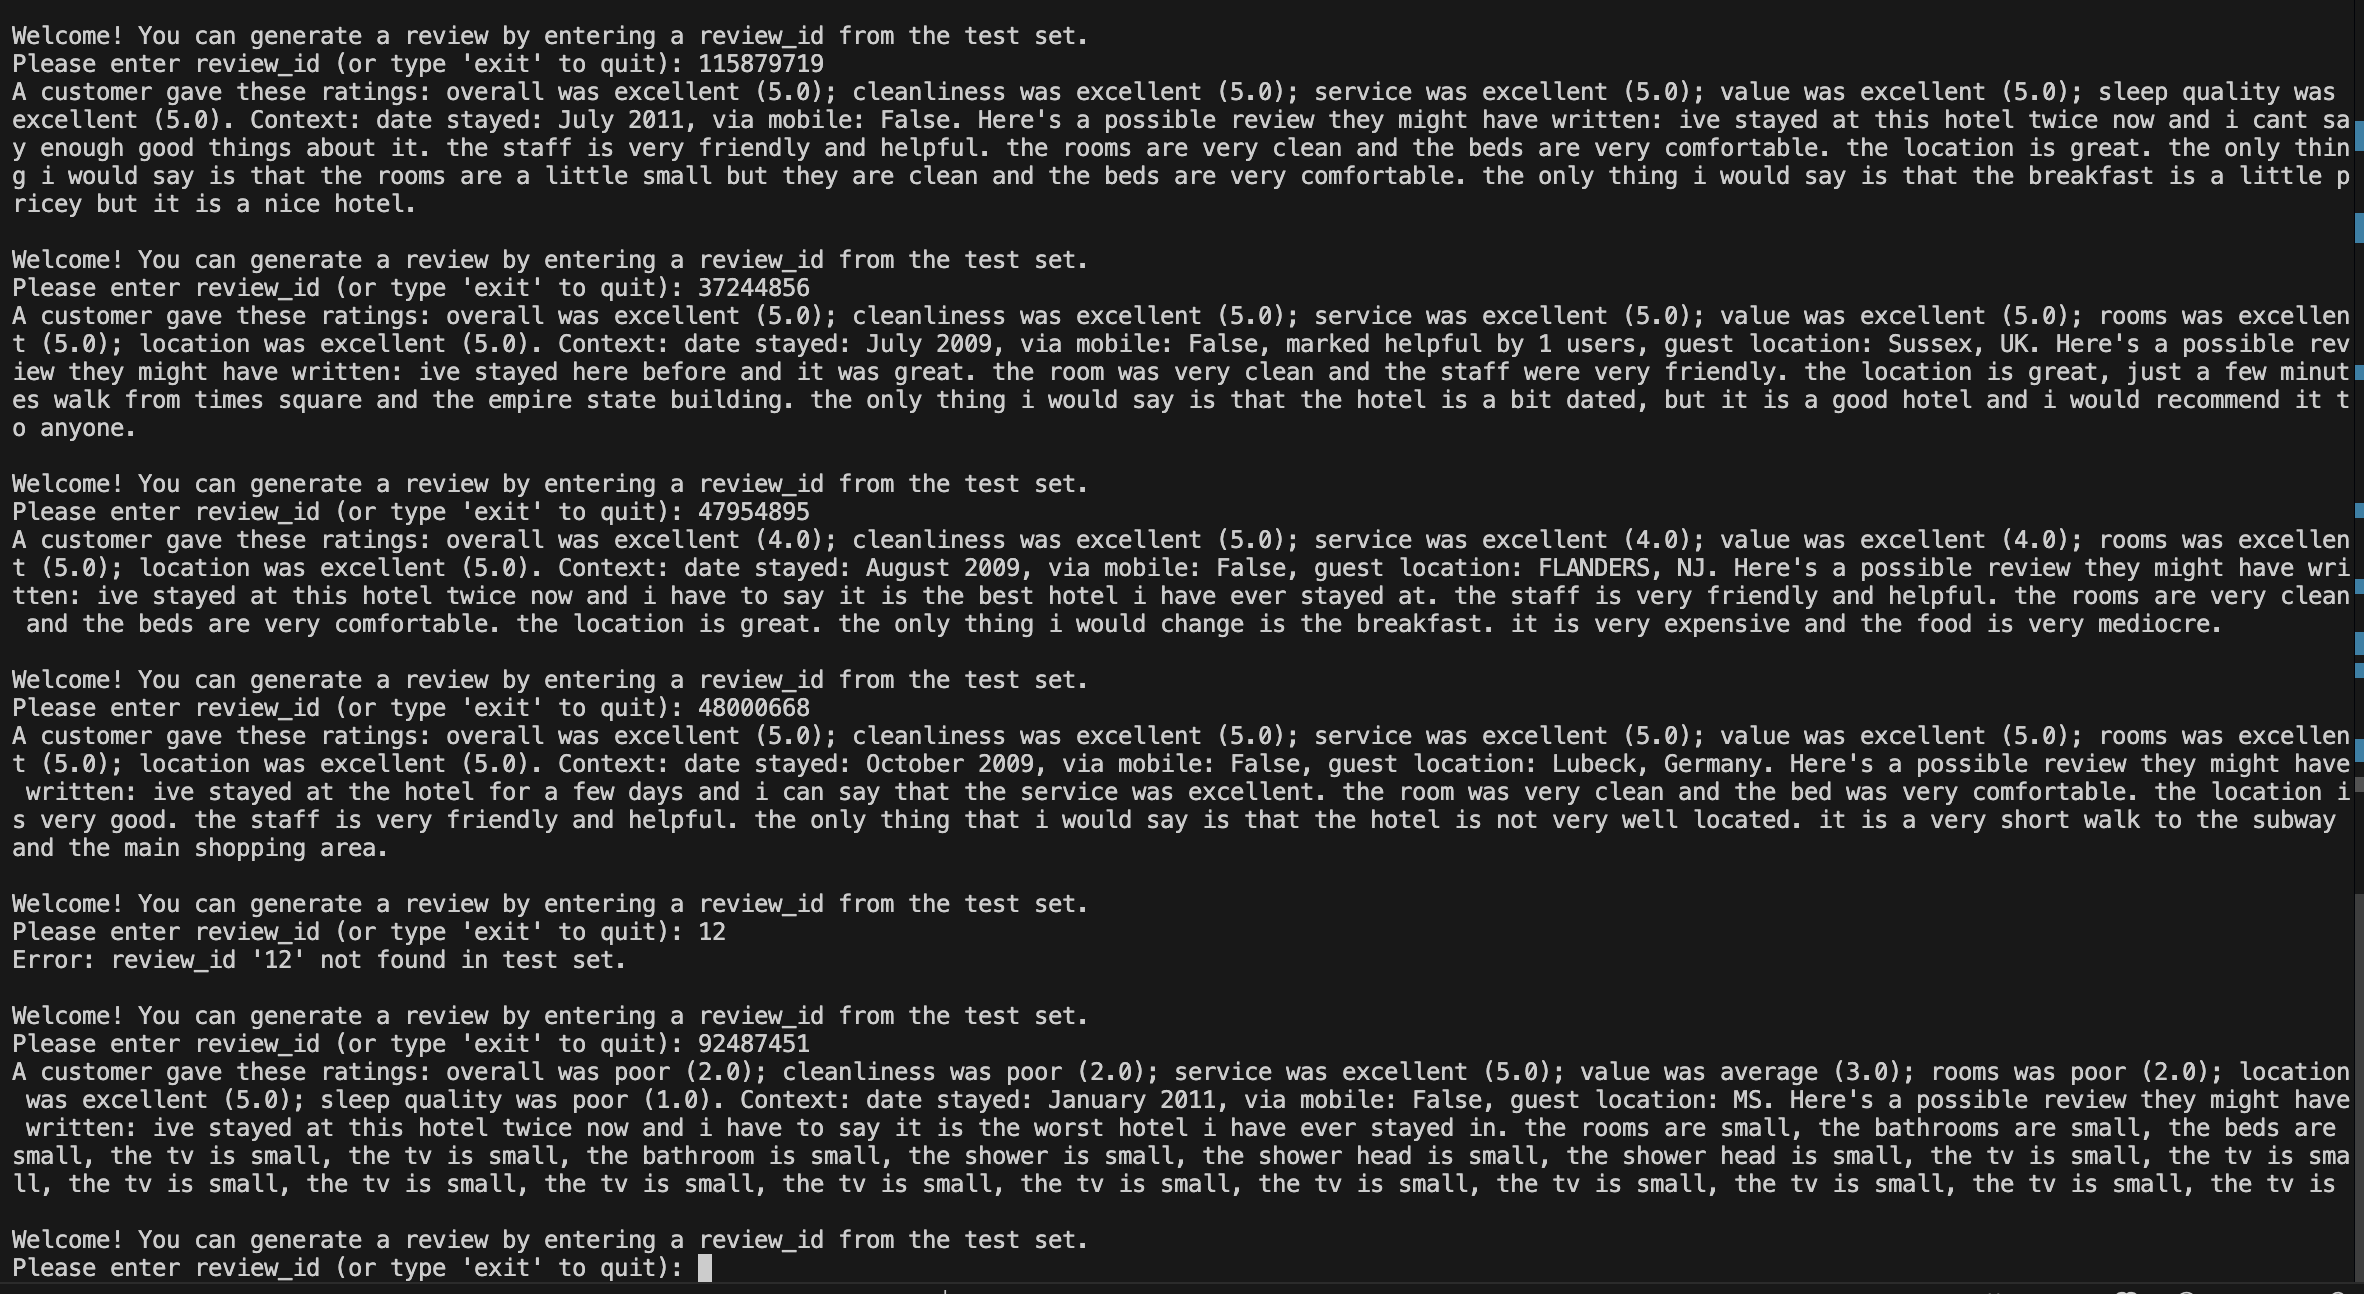 Welcome! You can generate a review by entering a review_id from the test set.
Please enter review_id (or type 'exit' to quit): 115879719
A customer gave these ratings: overall was excellent (5.0); cleanliness was excellent (5.0); service was excellent (5.0); value was excellent (5.0); sleep quality was
excellent (5.0). Context: date stayed: July 2011, via mobile: False. Here's a possible review they might have written: ive stayed at this hotel twice now and i cant sa
y enough good things about it. the staff is very friendly and helpful. the rooms are very clean and the beds are very comfortable. the location is great. the only thin
g i would say is that the rooms are a little small but they are clean and the beds are very comfortable. the only thing i would say is that the breakfast is a little p
ricey but it is a nice hotel.
Welcome! You can generate a review by entering a review_id from the test set.
Please enter review_id (or type 'exit' to quit): 37244856
A customer gave these ratings: overall was excellent (5.0); cleanliness was excellent (5.0); service was excellent (5.0); value was excellent (5.0); rooms was excellen
t (5.0); location was excellent (5.0). Context: date stayed: July 2009, via mobile: False, marked helpful by 1 users, guest location: Sussex, UK. Here's a possible rev
iew they might have written: ive stayed here before and it was great. the room was very clean and the staff were very friendly. the location is great, just a few minut
es walk from times square and the empire state building. the only thing i would say is that the hotel is a bit dated, but it is a good hotel and i would recommend it t
o anyone.
Welcome! You can generate a review by entering a review_id from the test set.
Please enter review_id (or type 'exit' to quit): 47954895
A customer gave these ratings: overall was excellent (4.0); cleanliness was excellent (5.0); service was excellent (4.0); value was excellent (4.0); rooms was excellen
t (5.0); location was excellent (5.0). Context: date stayed: August 2009, via mobile: False, guest location: FLANDERS, NJ. Here's a possible review they might have wri
tten: ive stayed at this hotel twice now and i have to say it is the best hotel i have ever stayed at. the staff is very friendly and helpful. the rooms are very clean
and the beds are very comfortable. the location is great. the only thing i would change is the breakfast. it is very expensive and the food is very mediocre.
Welcome! You can generate a review by entering a review_id from the test set.
Please enter review_id (or type 'exit' to quit): 48000668
A customer gave these ratings: overall was excellent (5.0); cleanliness was excellent (5.0); service was excellent (5.0); value was excellent (5.0); rooms was excellen
t (5.0); location was excellent (5.0). Context: date stayed: October 2009, via mobile: False, guest location: Lubeck, Germany. Here's a possible review they might have
written: ive stayed at the hotel for a few days and i can say that the service was excellent. the room was very clean and the bed was very comfortable. the location i
s very good. the staff is very friendly and helpful. the only thing that i would say is that the hotel is not very well located. it is a very short walk to the subway
and the main shopping area.
Welcome! You can generate a review by entering a review_id from the test set.
Please enter review_id (or type 'exit' to quit): 12
Error: review_id '12' not found in test set.
Welcome! You can generate a review by entering a review_id from the test set.
Please enter review_id (or type 'exit' to quit): 92487451
A customer gave these ratings: overall was poor (2.0); cleanliness was poor (2.0); service was excellent (5.0); value was average (3.0); rooms was poor (2.0); location
was excellent (5.0); sleep quality was poor (1.0). Context: date stayed: January 2011, via mobile: False, guest location: MS. Here's a possible review they might have
written: ive stayed at this hotel twice now and i have to say it is the worst hotel i have ever stayed in. the rooms are small, the bathrooms are small, the beds are
small, the tv is small, the tv is small, the bathroom is small, the shower is small, the shower head is small, the shower head is small, the tv is small, the tv is sma
ll, the tv is small, the tv is small, the tv is small, the tv is small, the tv is small, the tv is small, the tv is small, the tv is small, the tv is small, the tv is
Welcome! You can generate a review by entering a review_id from the test set.
Please enter review_id (or type 'exit' to quit):